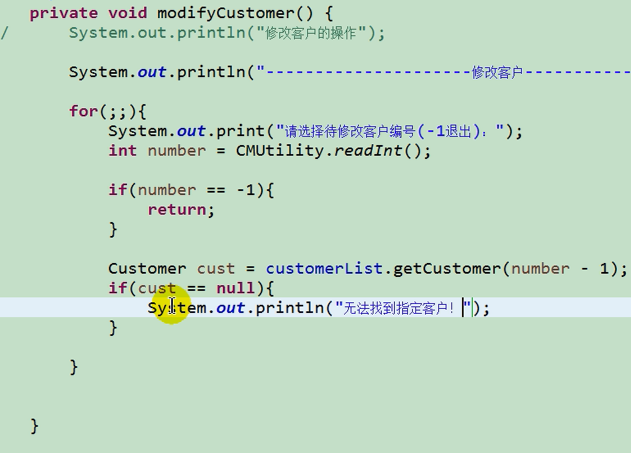 private void modifyCustomer() {
/ System.out.println("修改客户的操作");
System.out.println("---------------------修改客户-----------
for(;;){
System.out.print("请选择待修改客户编号(-1退出)：");
int number = CMUtility.readInt();
if(number == -1){
return;
}
Customer cust = customerList.getCustomer(number - 1);
if(cust == null){
System.out.println("无法找到指定客户！");
}
}
}